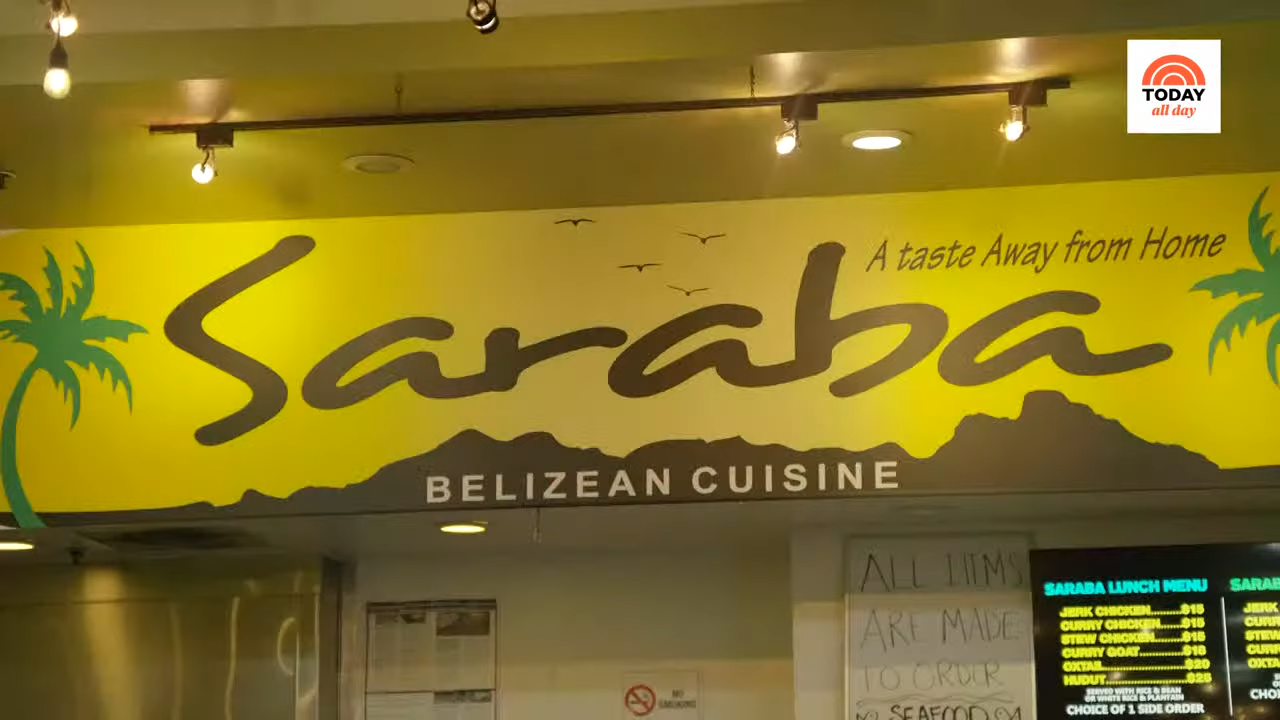 TODAY
all day
A taste Away from Home
Saraba
BELIZEAN CUISINE
ALL ITEMS
ARE MADE
TO ORDER
SEAFOOD
NO
SMOKING
SARABA LUNCH MENU
JERK CHICKEN.........$15
CURRY CHICKEN.....$15
STEW CHICKEN.......$15
CURRY GOAT..............$18
OXTAIL..........................$20
HUDUT..........................$25
SERVED WITH RICE & BEAN
OR WHITE RICE & PLANTAIN
CHOICE OF 1 SIDE ORDER